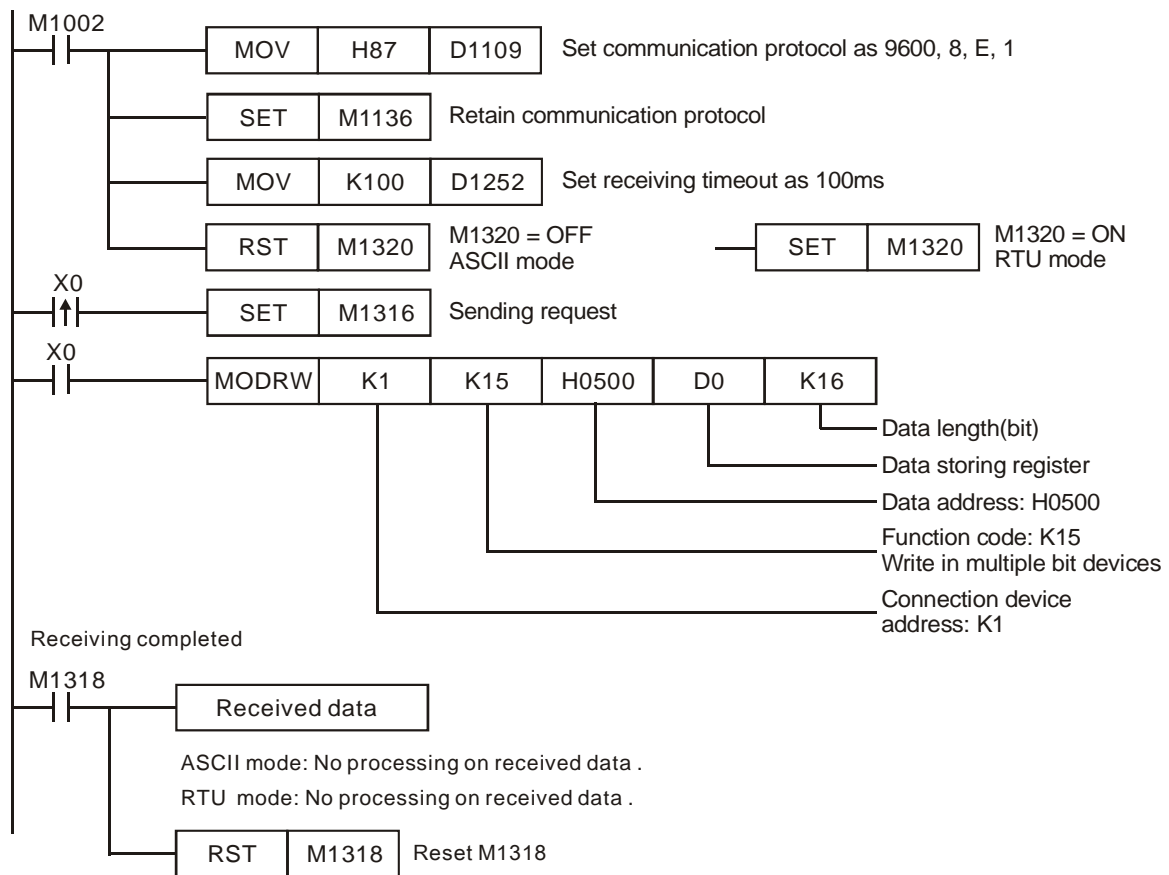 M1002
MOV H87 D1109 Set communication protocol as 9600, 8, E, 1
SET M1136 Retain communication protocol
MOV K100 D1252 Set receiving timeout as 100ms
RST M1320 M1320 = OFF
ASCII mode
SET M1320 M1320 = ON
RTU mode
X0
SET M1316 Sending request
X0
MODRW K1 K15 H0500 D0 K16
Data length(bit)
Data storing register
Data address: H0500
Function code: K15
Write in multiple bit devices
Connection device
address: K1
Receiving completed
M1318
Received data
ASCII mode: No processing on received data .
RTU mode: No processing on received data .
RST M1318 Reset M1318